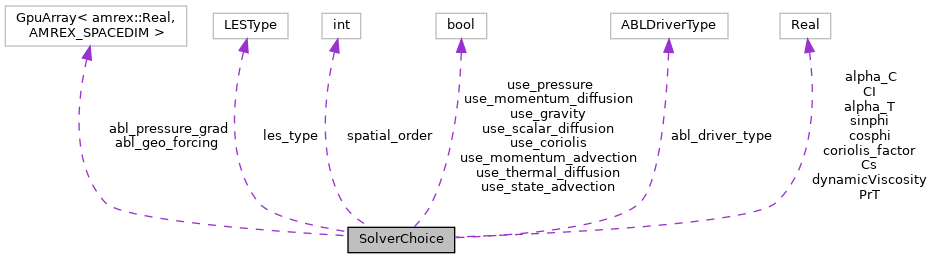 GpuArray< amrex::Real,
AMREX_SPACEDIM >
LESType
int
bool
ABLDriverType
Real
abl_pressure_grad
abl_geo_forcing
les_type
spatial_order
use_pressure
use_momentum_diffusion
use_gravity
use_scalar_diffusion
use_coriolis
use_momentum_advection
use_thermal_diffusion
use_state_advection
abl_driver_type
alpha_C
CI
alpha_T
sinphi
cosphi
coriolis_factor
Cs
dynamicViscosity
PrT
SolverChoice